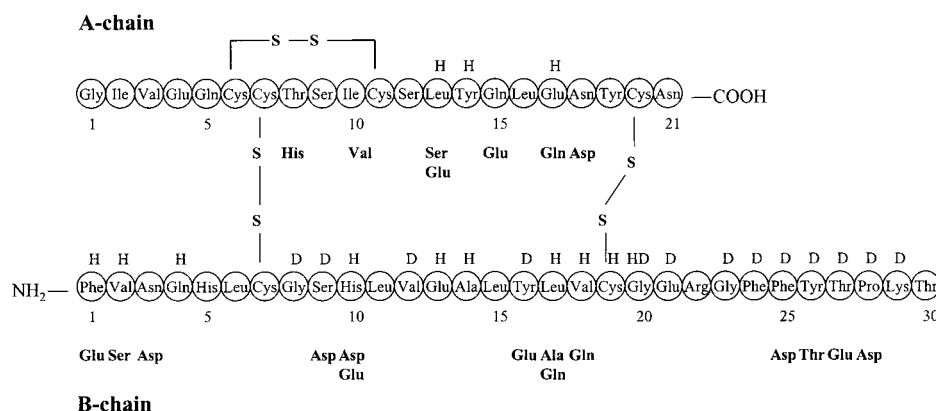 A-chain
S — S
H H H
Gly Ile Val Glu Gln Cys Cys Thr Ser Ile Cys Ser Leu Tyr Gln Leu Glu Asn Tyr Cys Asn —COOH
1 5 10 15 21
S His Val Ser Glu Gln Asp S
Glu
S S
H H H D D H D H H D H H H HD D D D D D D D D
NH2— Phe Val Asn Gln His Leu Cys Gly Ser His Leu Val Glu Ala Leu Tyr Leu Val Cys Gly Glu Arg Gly Phe Phe Tyr Thr Pro Lys Thr
1 5 10 15 20 25 30
Glu Ser Asp Asp Asp Glu Ala Gln Asp Thr Glu Asp
Glu Gln
B-chain